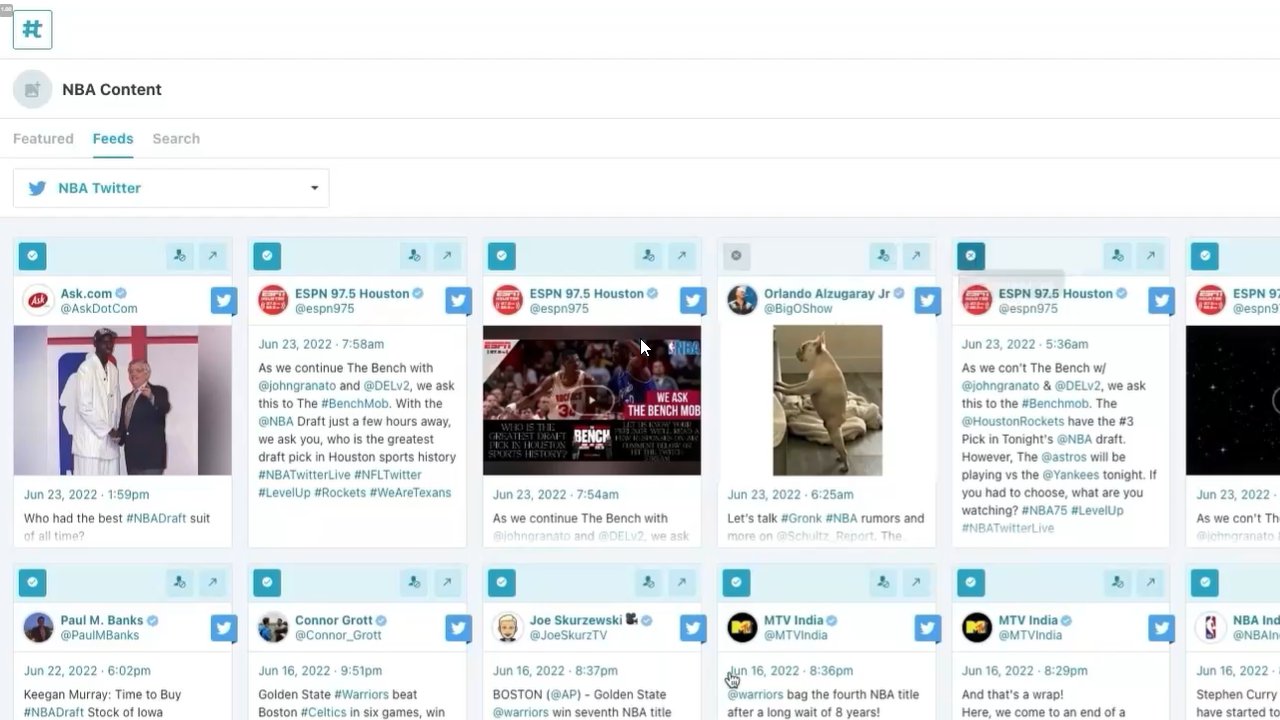 1.00
NBA Content
Featured Feeds Search
NBA Twitter
Ask.com
@AskDotCom
Jun 23, 2022 · 1:59pm
Who had the best #NBADraft suit
of all time?
ESPN 97.5 Houston
@espn975
Jun 23, 2022 · 7:58am
As we continue The Bench with
@johngranato and @DELv2, we ask
this to The #BenchMob. With the
@NBA Draft just a few hours away,
we ask you, who is the greatest
draft pick in Houston sports history
#NBATwitterLive #NFLTwitter
#LevelUp #Rockets #WeAreTexans
ESPN 97.5 Houston
@espn975
NBA
WE ASK
THE BENCH MOB
WHO IS THE
GREATEST DRAFT
PICK IN HOUSTON
SPORTS HISTORY?
BENCH
Jun 23, 2022 · 7:54am
As we continue The Bench with
@johngranato and @DELv2, we ask
Orlando Alzugaray Jr
@BigOShow
Jun 23, 2022 · 6:25am
Let's talk #Gronk #NBA rumors and
more on @Schultz_Report. The
ESPN 97.5 Houston
@espn975
Jun 23, 2022 · 5:36am
As we con't The Bench w/
@johngranato & @DELv2, we ask
this to the #Benchmob. The
@HoustonRockets have the #3
Pick in Tonight's @NBA draft.
However, The @astros will be
playing vs the @Yankees tonight. If
you had to choose, what are you
watching? #NBA75 #LevelUp
#NBATwitterLive
ESPN 97
@espn97
Jun 23, 2022 ·
As we con't Th
@johngranato
Paul M. Banks
@PaulMBanks
Jun 22, 2022 · 6:02pm
Keegan Murray: Time to Buy
#NBADraft Stock of Iowa
Connor Grott
@Connor_Grott
Jun 16, 2022 · 9:51pm
Golden State #Warriors beat
Boston #Celtics in six games, win
Joe Skurzewski
@JoeSkurzTV
Jun 16, 2022 · 8:37pm
BOSTON (@AP) – Golden State
@warriors win seventh NBA title
MTV India
@MTVIndia
Jun 16, 2022 · 8:36pm
@warriors bag the fourth NBA title
after a long wait of 8 years!
MTV India
@MTVIndia
Jun 16, 2022 · 8:29pm
And that's a wrap!
Here, we come to an end of a
NBA Ind
@NBAIn
Jun 16, 2022 ·
Stephen Curry
have started to